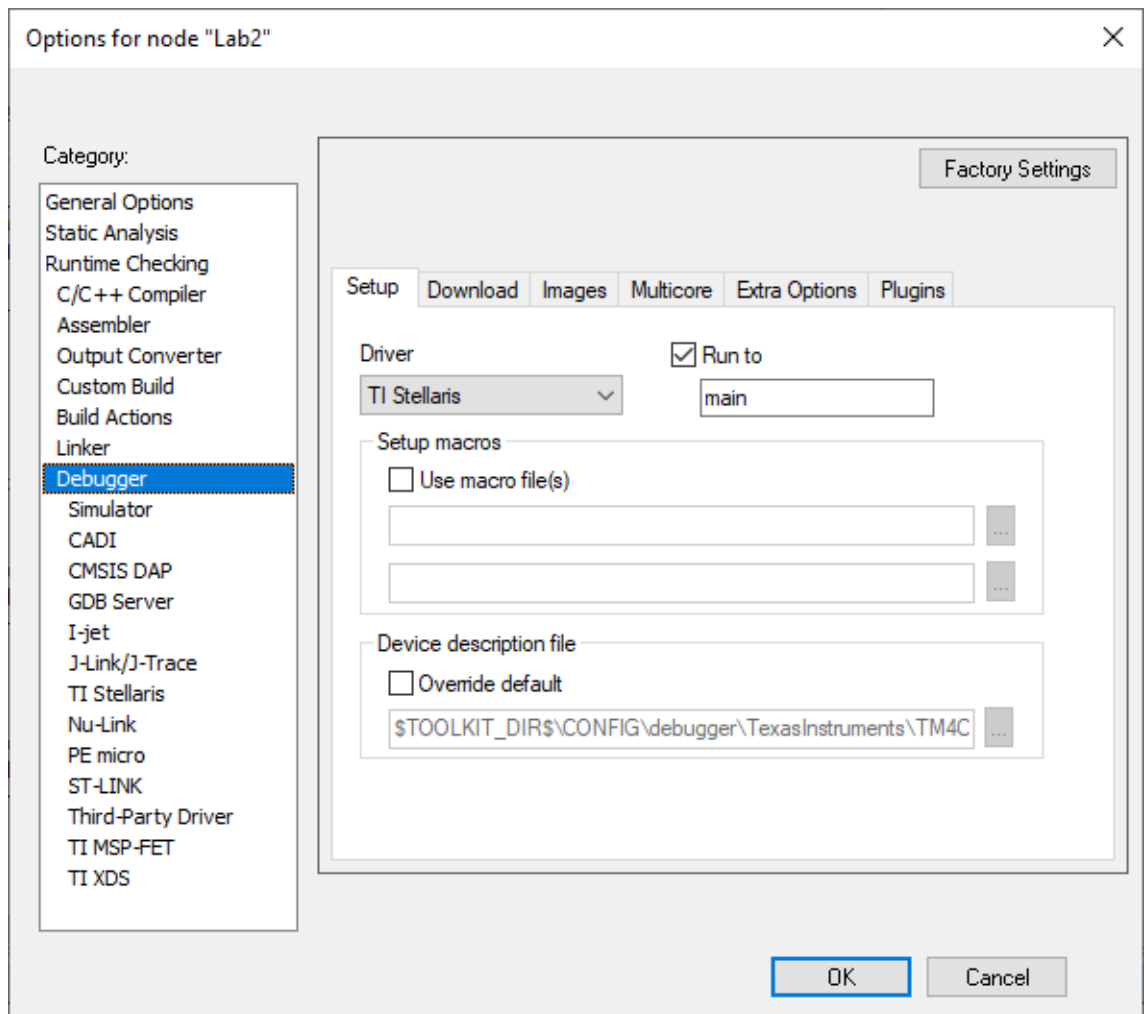 Options for node "Lab2"
Category:
General Options
Static Analysis
Runtime Checking
C/C++ Compiler
Assembler
Output Converter
Custom Build
Build Actions
Linker
Debugger
Simulator
CADI
CMSIS DAP
GDB Server
I-jet
J-Link/J-Trace
TI Stellaris
Nu-Link
PE micro
ST-LINK
Third-Party Driver
TI MSP-FET
TI XDS
Factory Settings
Setup Download Images Multicore Extra Options Plugins
Driver
TI Stellaris
Run to
main
Setup macros
Use macro file(s)
...
...
Device description file
Override default
$TOOLKIT_DIR$\CONFIG\debugger\TexasInstruments\TM4C
...
OK Cancel